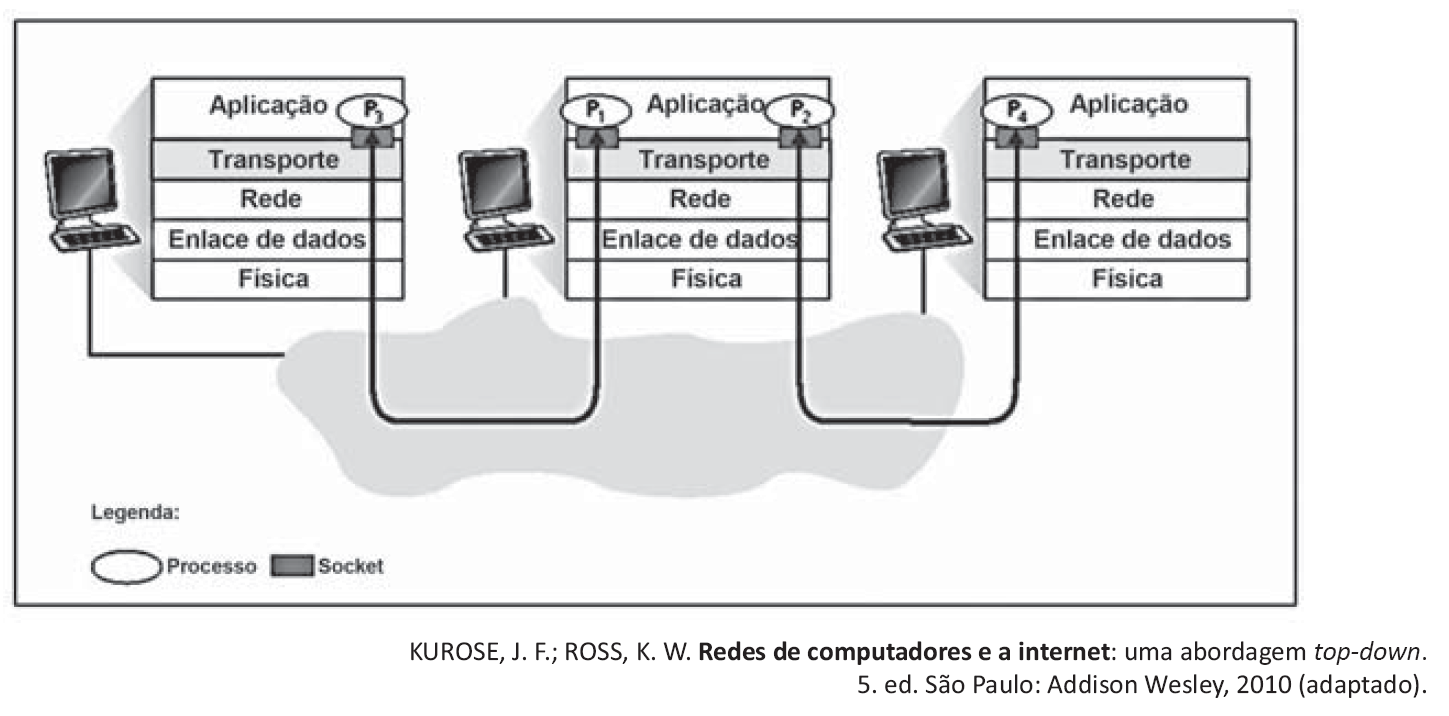 Aplicação P3 P1 Aplicação P2 P4 Aplicação
Transporte Transporte Transporte
Rede Rede Rede
Enlace de dados Enlace de dados Enlace de dados
Física Física Física
Legenda:
Processo Socket
KUROSE, J. F.; ROSS, K. W. Redes de computadores e a internet: uma abordagem top-down.
5. ed. São Paulo: Addison Wesley, 2010 (adaptado).